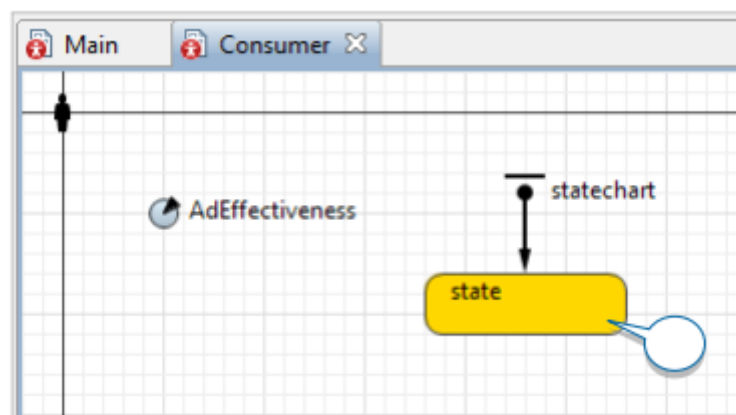 Main
Consumer
AdEffectiveness
statechart
state